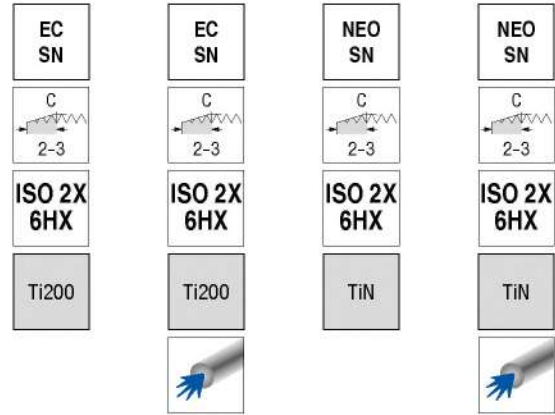 EC
SN
EC
SN
NEO
SN
NEO
SN
C
2-3
C
2-3
C
2-3
C
2-3
ISO 2X
6HX
ISO 2X
6HX
ISO 2X
6HX
ISO 2X
6HX
Ti200
Ti200
TiN
TiN